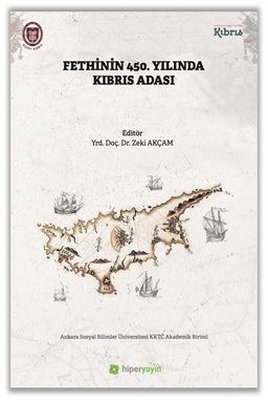 Kıbrıs
FETHİNİN 450. YILINDA
KIBRIS ADASI
Editör
Yrd. Doç. Dr. Zeki AKÇAM
Ankara Sosyal Bilimler Üniversitesi KKTC Akademik Birimi
hiperyayın